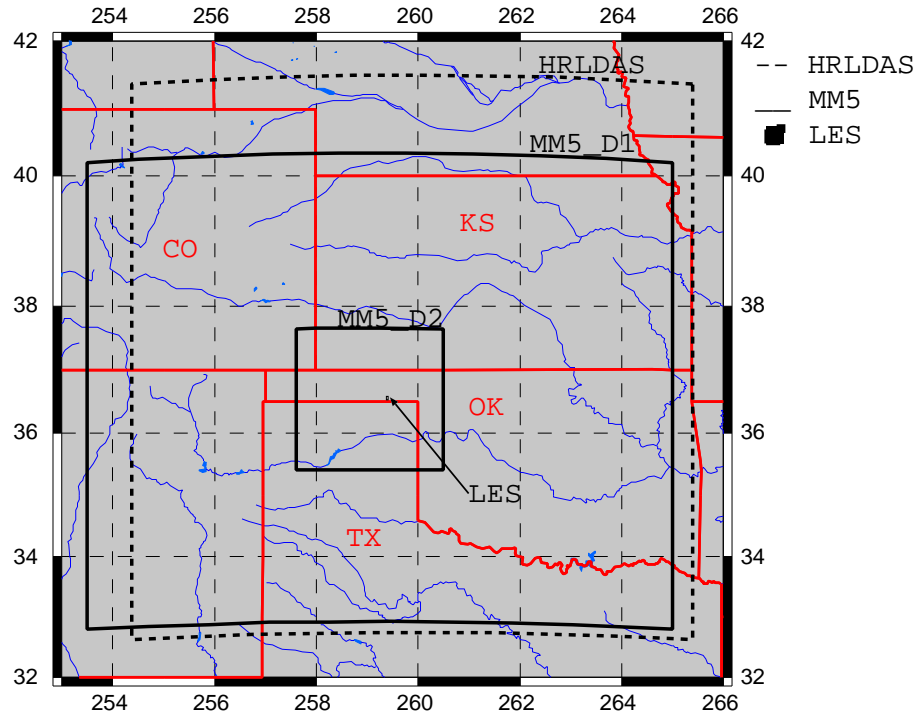 254 256 258 260 262 264 266
42 42
HRLDAS
-- HRLDAS
__ MM5
LES
MM5_D1
40 40
KS
CO
38 38
MM5_D2
OK
36 36
LES
TX
34 34
32 32
254 256 258 260 262 264 266